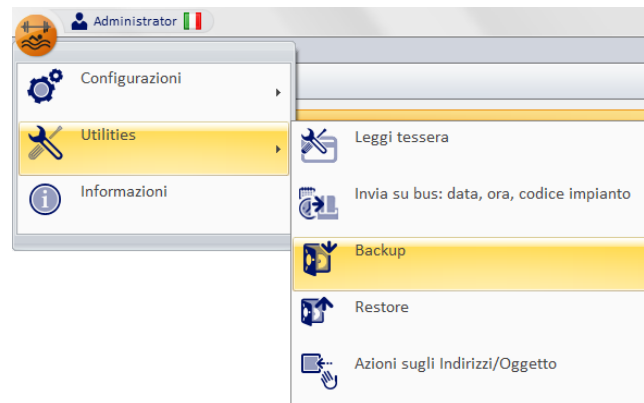 Administrator
Configurazioni
Utilities
Informazioni
Leggi tessera
Invia su bus: data, ora, codice impianto
Backup
Restore
Azioni sugli Indirizzi/Oggetto